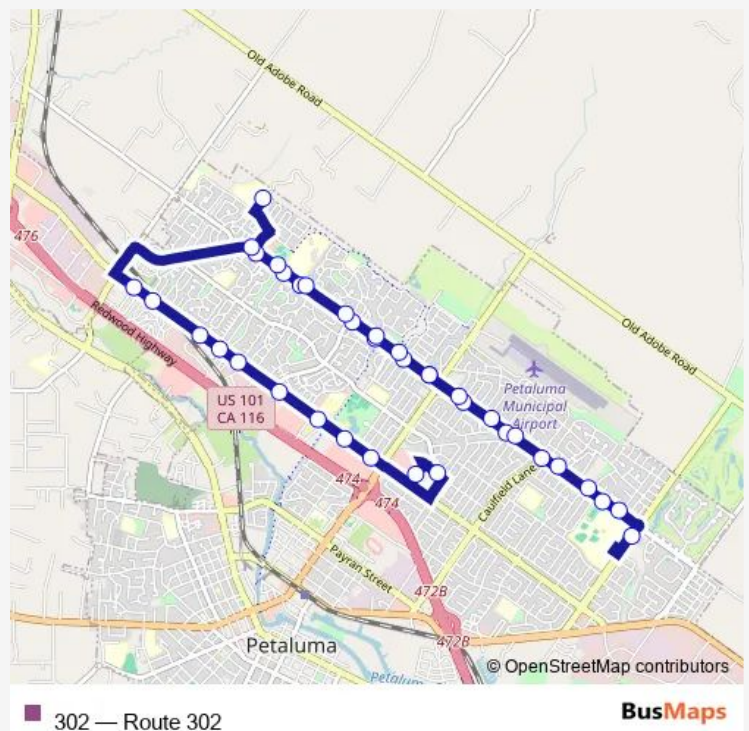 Old Adobe Road
476
Redwood Highway
Old Adobe Road
US 101
CA 116
Petaluma
Municipal
Airport
474
474
Caulfield Lane
Payran Street
472B
472B
Petaluma
Petaluma
© OpenStreetMap contributors
302 — Route 302
BusMaps